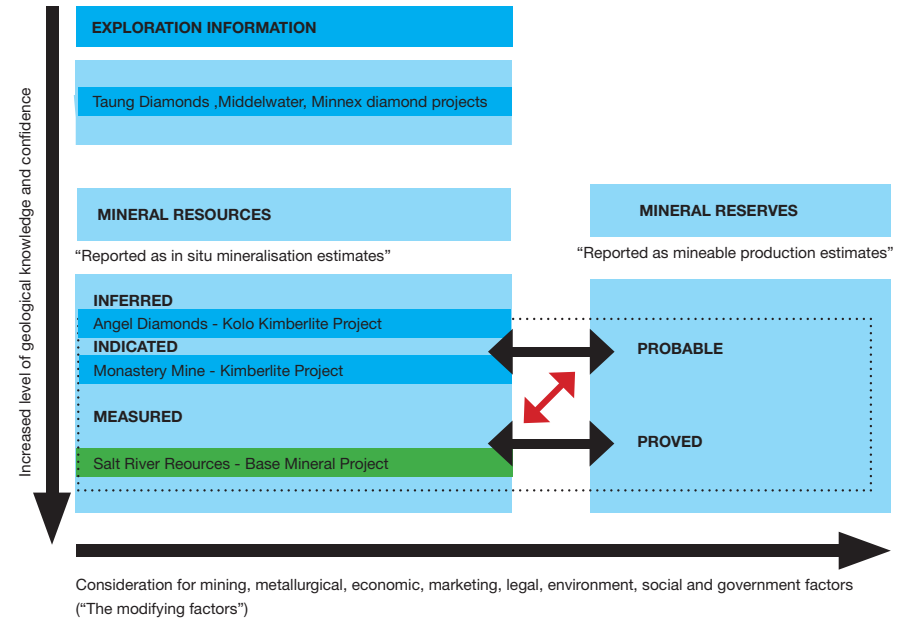 Increased level of geological knowledge and confidence
EXPLORATION INFORMATION
Taung Diamonds ,Middelwater, Minnex diamond projects
MINERAL RESOURCES
“Reported as in situ mineralisation estimates”
MINERAL RESERVES
“Reported as mineable production estimates”
INFERRED
Angel Diamonds - Kolo Kimberlite Project
INDICATED
Monastery Mine - Kimberlite Project
MEASURED
Salt River Reources - Base Mineral Project
PROBABLE
PROVED
Consideration for mining, metallurgical, economic, marketing, legal, environment, social and government factors
(“The modifying factors”)